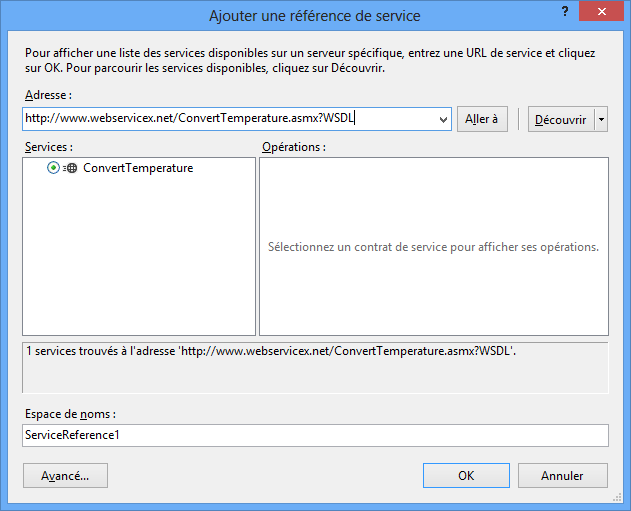 Ajouter une référence de service
?
Pour afficher une liste des services disponibles sur un serveur spécifique, entrez une URL de service et cliquez
sur OK. Pour parcourir les services disponibles, cliquez sur Découvrir.
Adresse :
http://www.webservicex.net/ConvertTemperature.asmx?WSDL
Aller à
Découvrir
Services :
Opérations :
ConvertTemperature
Sélectionnez un contrat de service pour afficher ses opérations.
1 services trouvés à l'adresse 'http://www.webservicex.net/ConvertTemperature.asmx?WSDL'.
Espace de noms :
ServiceReference1
Avancé...
OK
Annuler